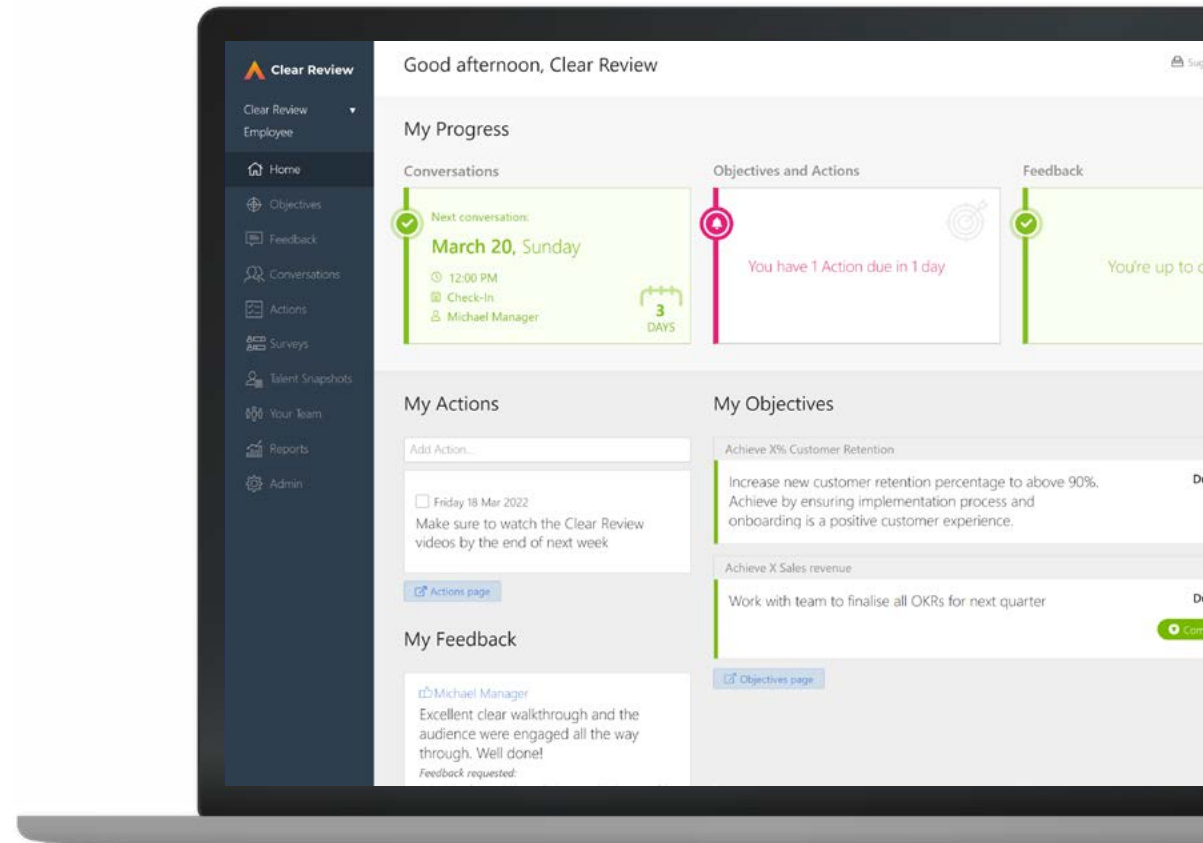 Clear Review
Clear Review
Employee
Home
Objectives
Feedback
Conversations
Actions
Surveys
Talent Snapshots
Your Team
Reports
Admin
Good afternoon, Clear Review
My Progress
Conversations
Next conversation:
March 20, Sunday
12:00 PM
Check-In
Michael Manager
3
DAYS
Objectives and Actions
You have 1 Action due in 1 day
Feedback
You're up to
My Actions
Add Action...
Friday 18 Mar 2022
Make sure to watch the Clear Review
videos by the end of next week
Actions page
My Feedback
Michael Manager
Excellent clear walkthrough and the
audience were engaged all the way
through. Well done!
Feedback requested:
My Objectives
Achieve X% Customer Retention
Increase new customer retention percentage to above 90%.
Achieve by ensuring implementation process and
onboarding is a positive customer experience.
Achieve X Sales revenue
Work with team to finalise all OKRs for next quarter
Objectives page